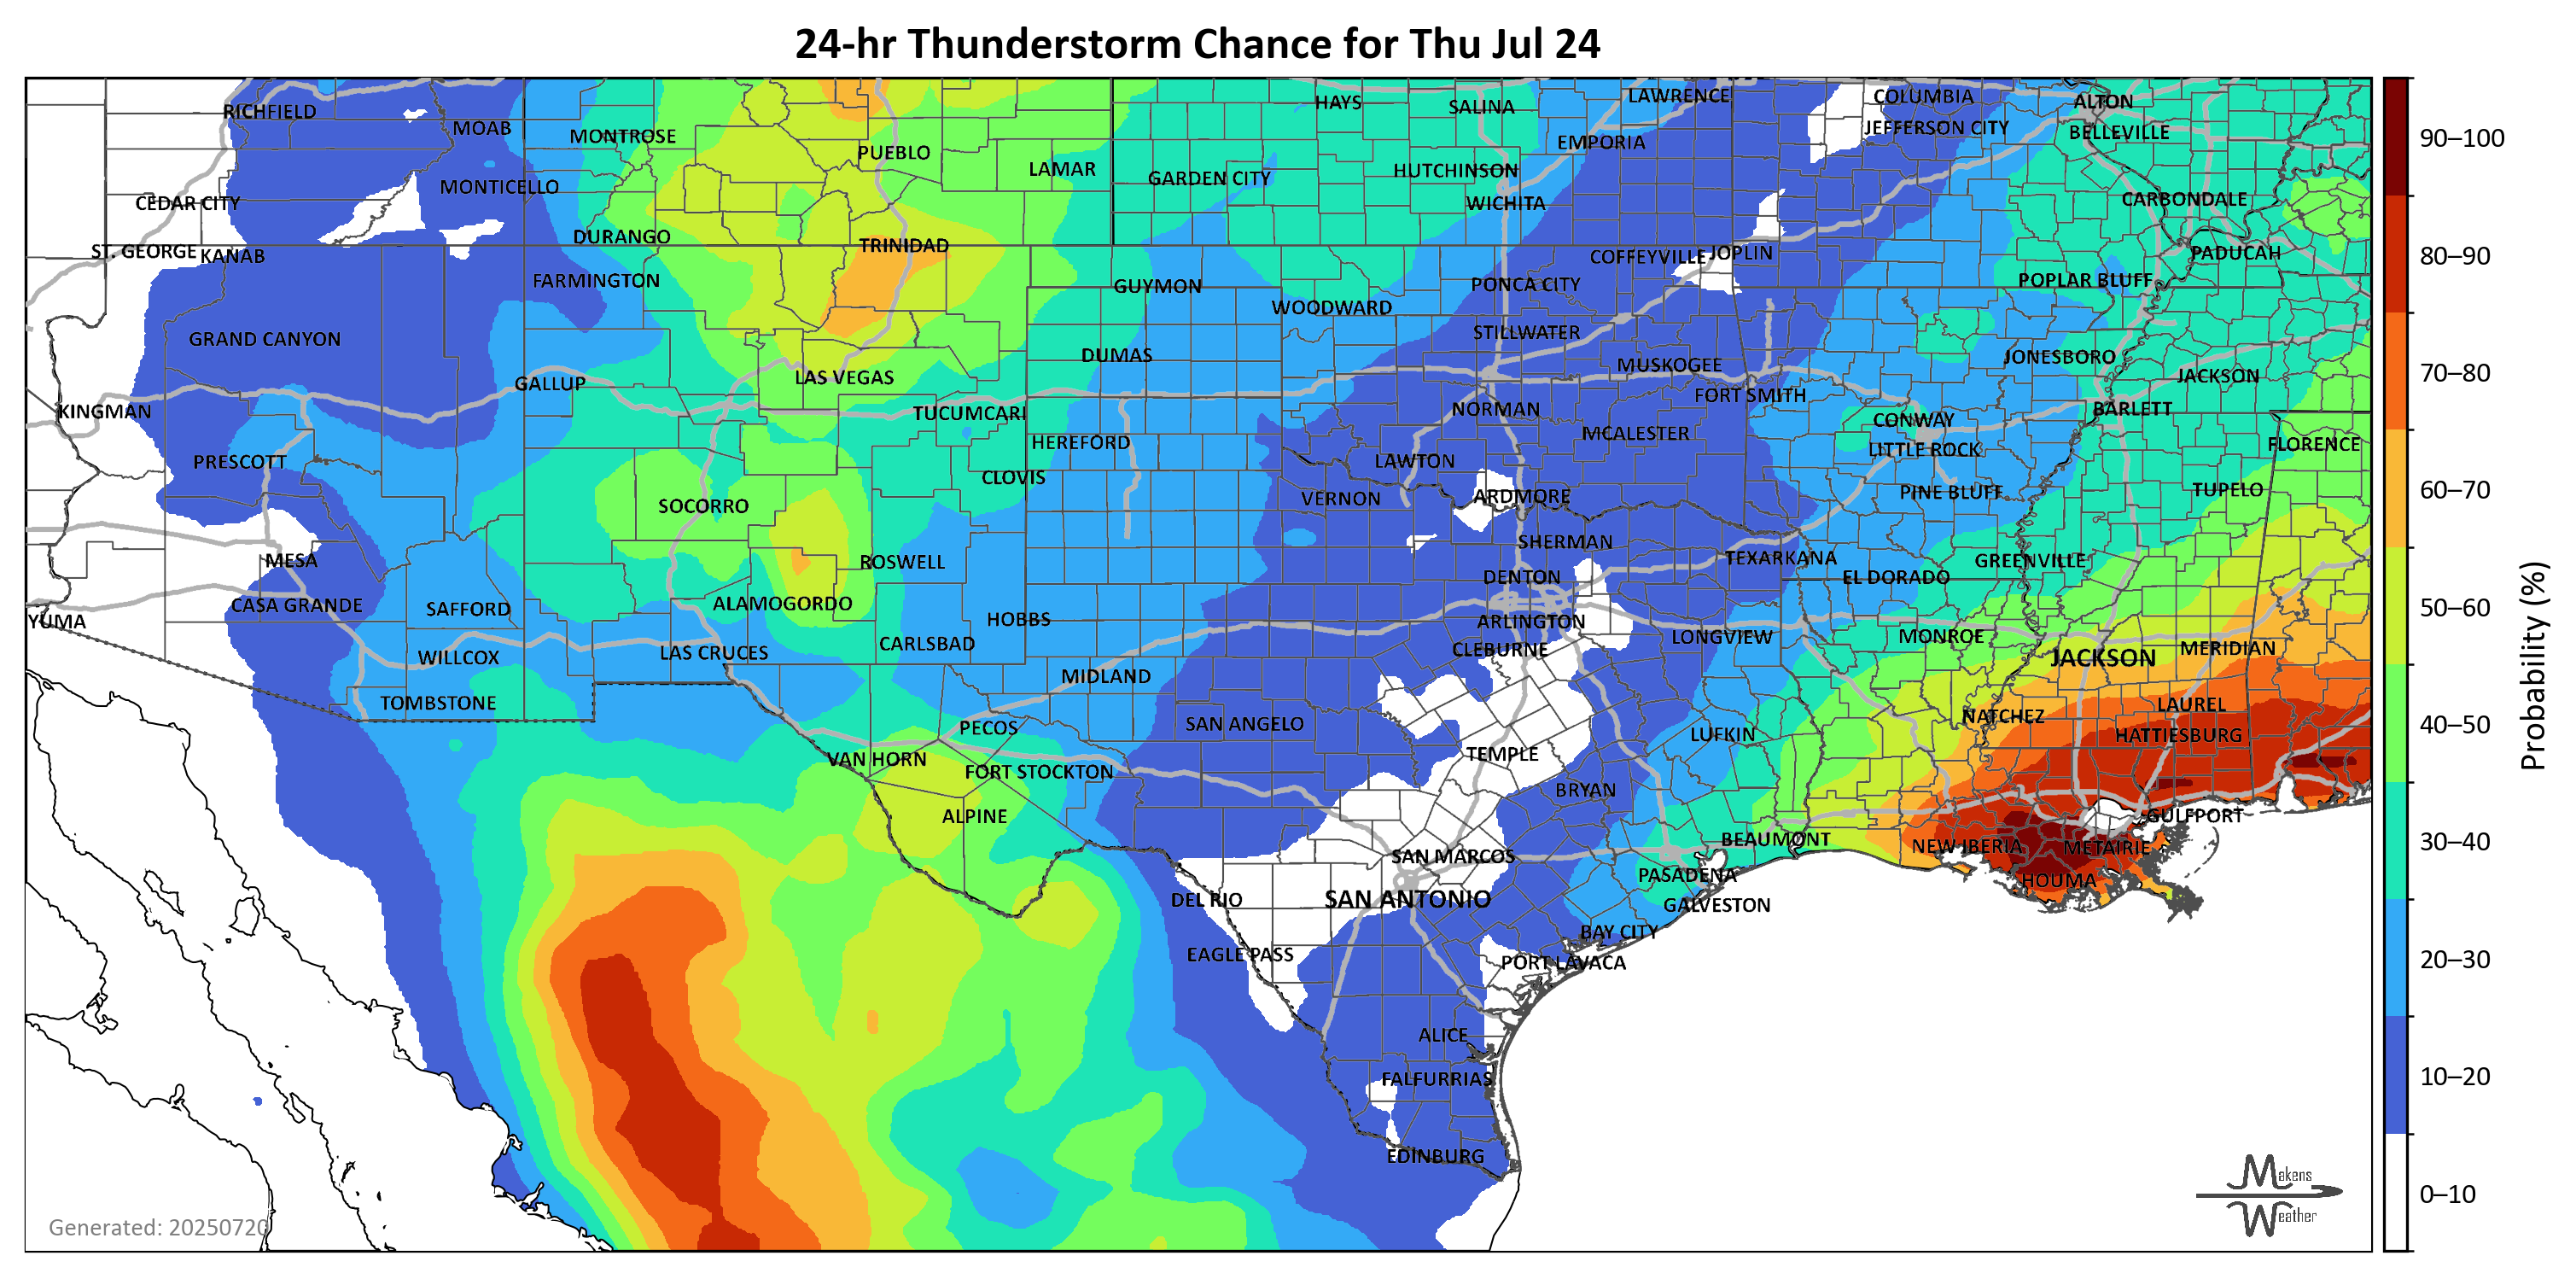 24-hr Thunderstorm Chance for Thu Jul 24
RICHFIELD
MOAB
MONTROSE
PUEBLO
LAMAR
HAYS
SALINA
LAWRENCE
COLUMBIA
ALTON
EMPORIA
JEFFERSON CITY
BELLEVILLE
90–100
CEDAR CITY
MONTICELLO
GARDEN CITY
HUTCHINSON
WICHITA
CARBONDALE
ST. GEORGE
KANAB
DURANGO
TRINIDAD
COFFEYVILLE
JOPLIN
PADUCAH
80–90
FARMINGTON
GUYMON
WOODWARD
PONCA CITY
POPLAR BLUFF
GRAND CANYON
DUMAS
STILLWATER
MUSKOGEE
JONESBORO
70–80
GALLUP
LAS VEGAS
FORT SMITH
JACKSON
KINGMAN
TUCUMCARI
NORMAN
CONWAY
BARLETT
PRESCOTT
HEREFORD
LAWTON
MCALESTER
LITTLE ROCK
FLORENCE
SOCORRO
CLOVIS
VERNON
ARDMORE
PINE BLUFF
TUPELO
60–70
MESA
ROSWELL
SHERMAN
TEXARKANA
GREENVILLE
CASA GRANDE
SAFFORD
ALAMOGORDO
DENTON
EL DORADO
50–60
YUMA
HOBBS
ARLINGTON
LONGVIEW
MONROE
WILLCOX
LAS CRUCES
CARLSBAD
CLEBURNE
JACKSON
MERIDIAN
Probability (%)
TOMBSTONE
MIDLAND
NATCHEZ
LAUREL
PECOS
SAN ANGELO
LUFKIN
HATTIESBURG
40–50
VAN HORN
FORT STOCKTON
TEMPLE
ALPINE
BRYAN
GULFPORT
BEAUMONT
NEW IBERIA
METAIRIE
30–40
SAN MARCOS
PASADENA
HOUMA
DEL RIO
SAN ANTONIO
GALVESTON
EAGLE PASS
BAY CITY
PORT LAVACA
20–30
ALICE
FALFURRIAS
10–20
EDINBURG
Makens
Weather
0–10
Generated: 20250720